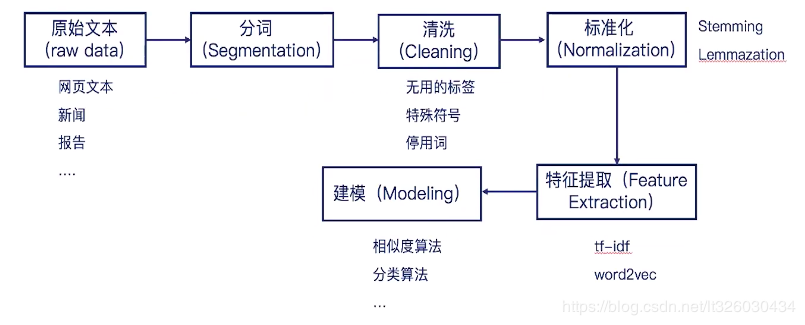 原始文本
(raw data)
分词
(Segmentation)
清洗
(Cleaning)
标准化
(Normalization)
Stemming
Lemmazation
网页文本
新闻
报告
....
无用的标签
特殊符号
停用词
特征提取（Feature
Extraction）
建模（Modeling）
tf-idf
word2vec
相似度算法
分类算法
...
https://blog.csdn.net/lt326030434